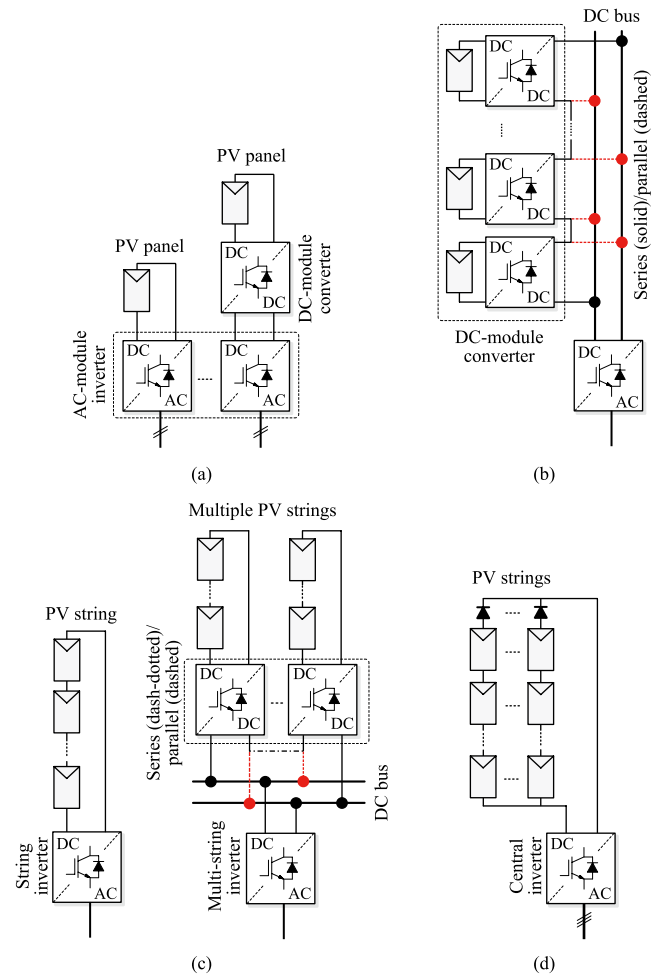 PV panel
DC
DC
DC-module
converter
PV panel
DC
AC
DC
AC
AC-module
inverter
(a)
DC bus
DC
DC
DC
DC
DC
DC
Series (solid)/parallel (dashed)
DC-module
converter
DC
AC
(b)
PV string
DC
AC
String
inverter
Multiple PV strings
DC
DC
DC
DC
Series (dash-dotted)/
parallel (dashed)
DC bus
DC
AC
Multi-string
inverter
(c)
PV strings
DC
AC
Central
inverter
(d)